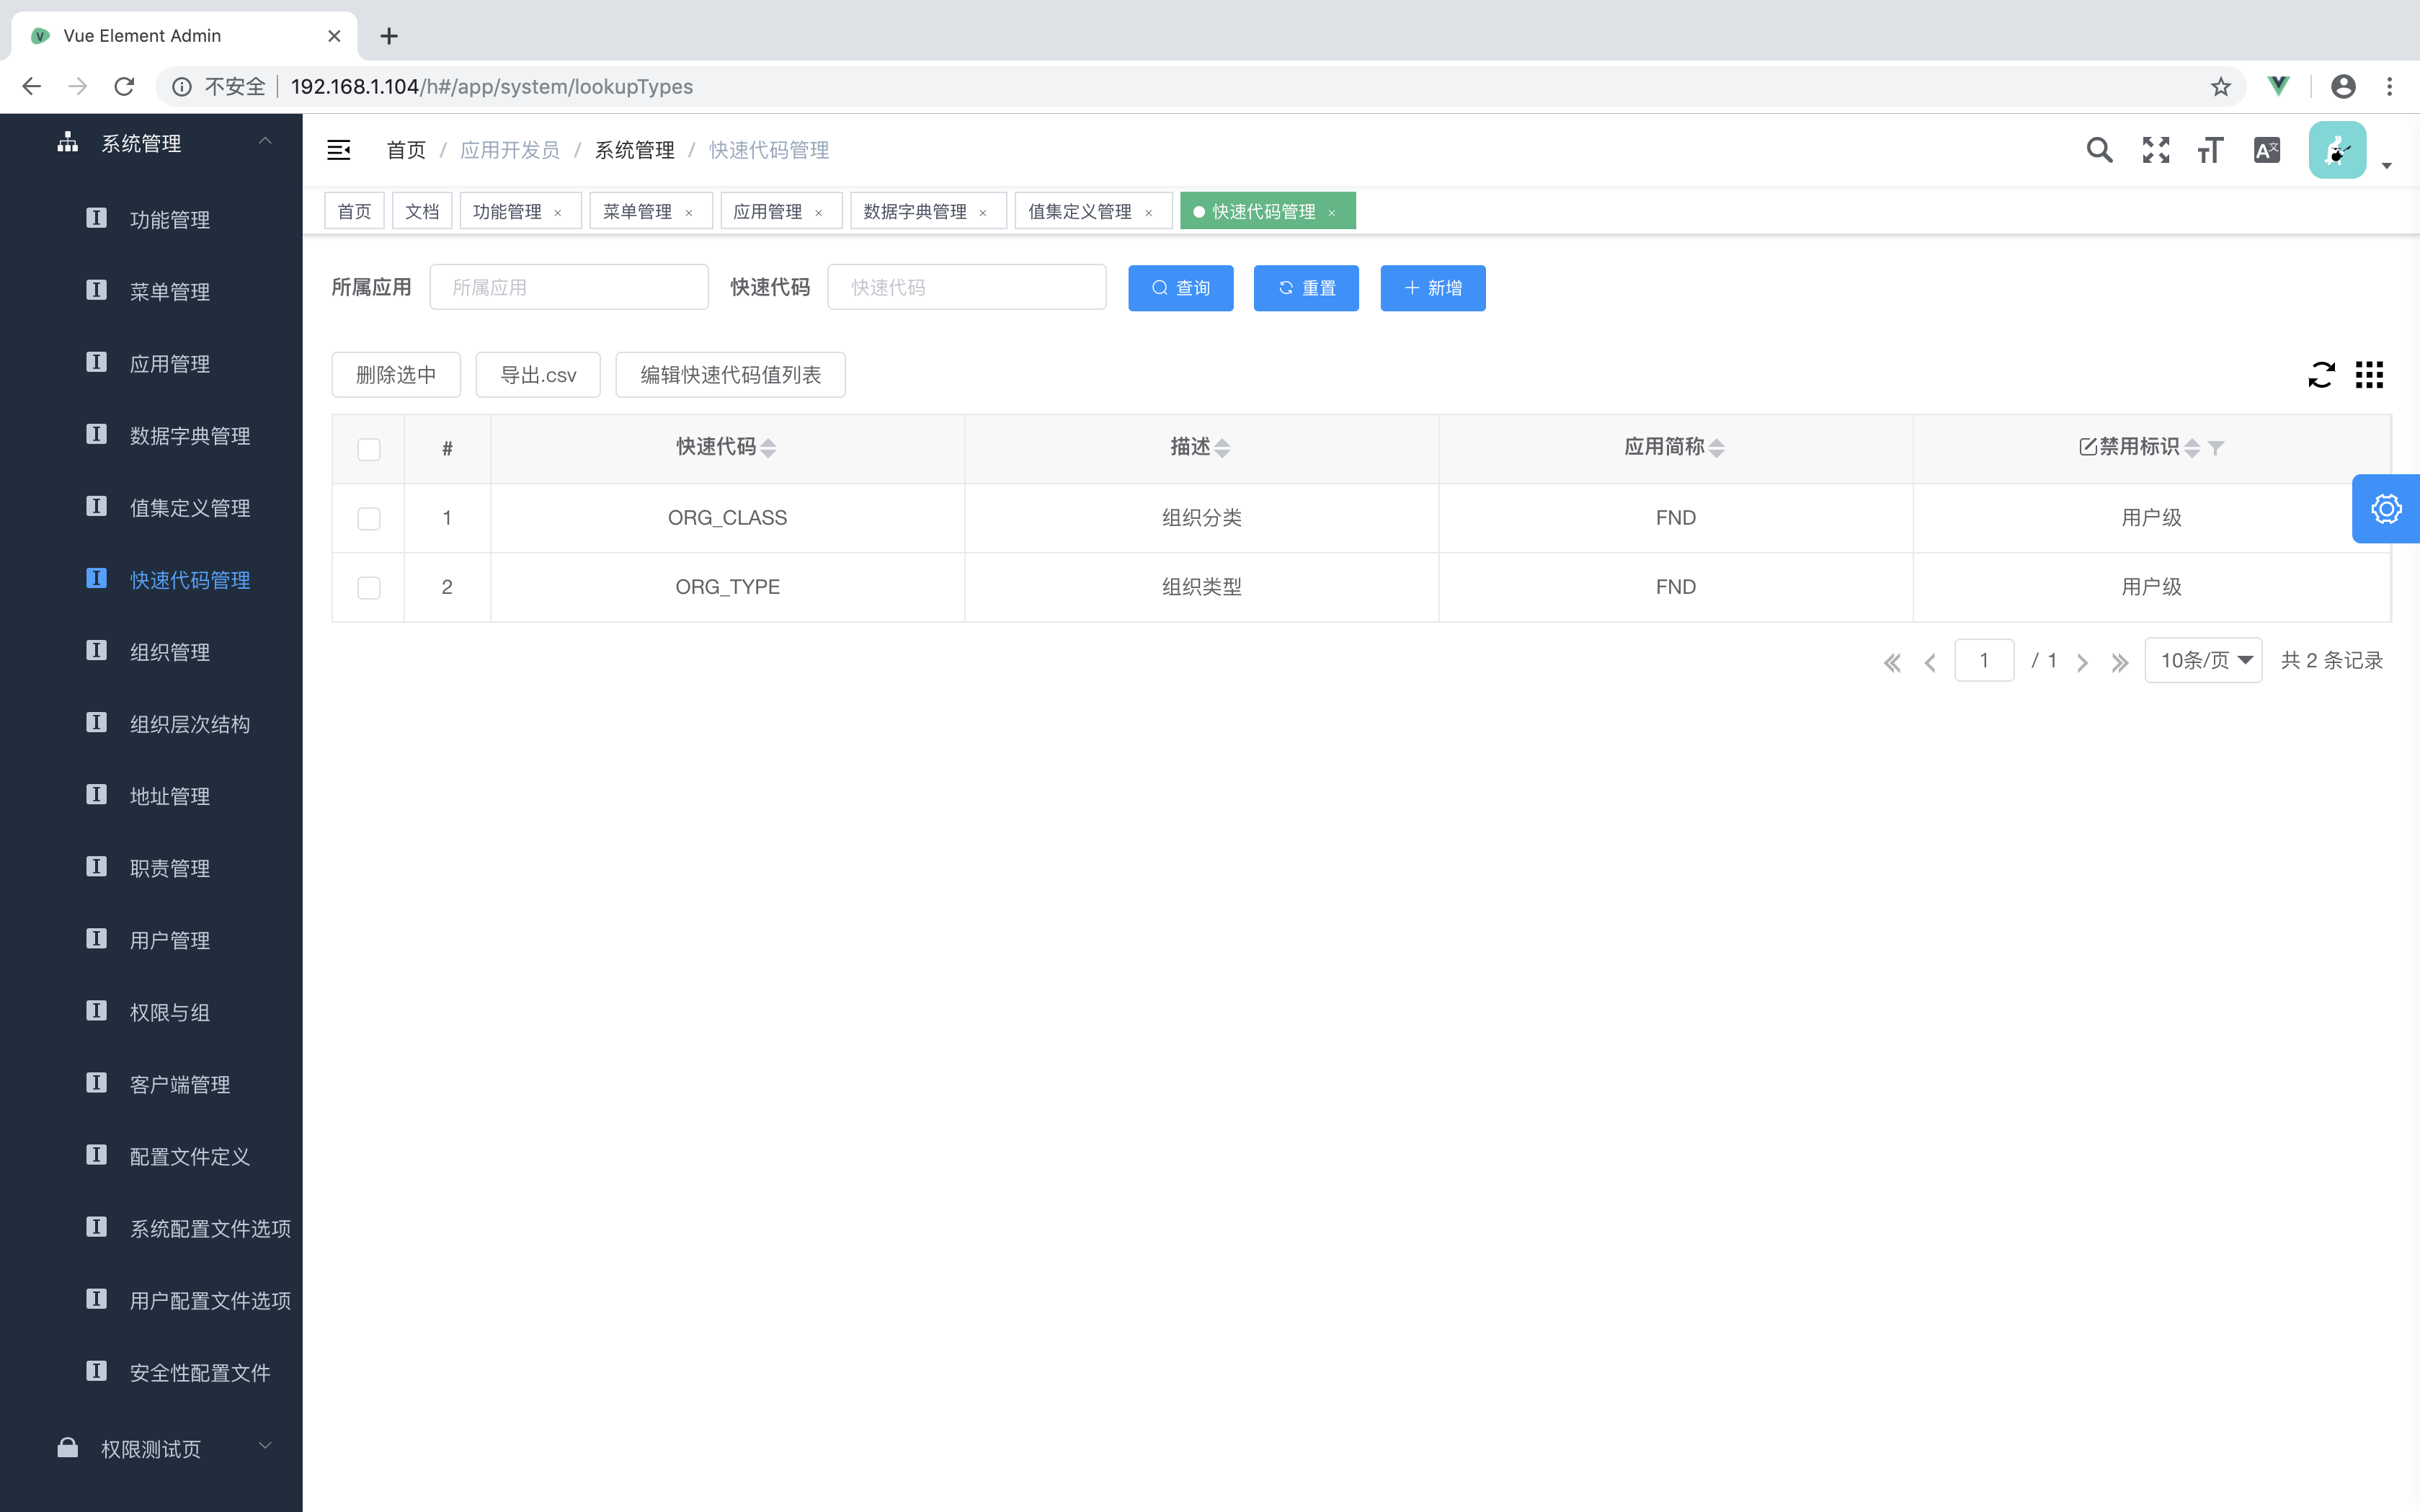 Vue Element Admin
不安全 192.168.1.104/h#/app/system/lookupTypes
系统管理
功能管理
菜单管理
应用管理
数据字典管理
值集定义管理
快速代码管理
组织管理
组织层次结构
地址管理
职责管理
用户管理
权限与组
客户端管理
配置文件定义
系统配置文件选项
用户配置文件选项
安全性配置文件
权限测试页
首页 / 应用开发员 / 系统管理 / 快速代码管理
首页 文档 功能管理 × 菜单管理 × 应用管理 × 数据字典管理 × 值集定义管理 × 快速代码管理 ×
所属应用 所属应用 快速代码 快速代码 查询 重置 新增
删除选中 导出.csv 编辑快速代码值列表
# 快速代码 描述 应用简称 禁用标识
1 ORG_CLASS 组织分类 FND 用户级
2 ORG_TYPE 组织类型 FND 用户级
1 / 1 10条/页 共 2 条记录